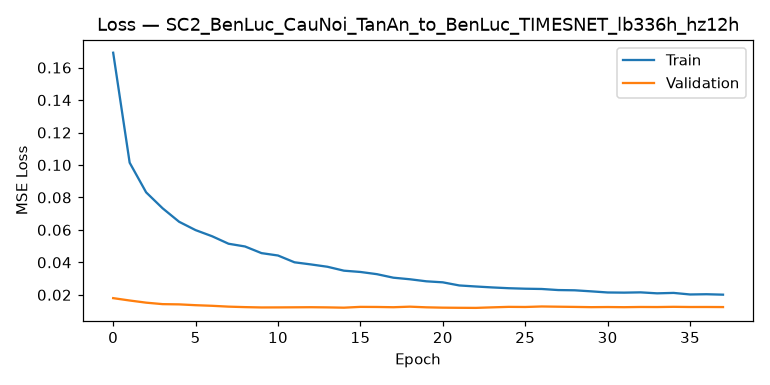 Loss — SC2_BenLuc_CauNoi_TanAn_to_BenLuc_TIMESNET_lb336h_hz12h
Train
Validation
MSE Loss
0.16
0.14
0.12
0.10
0.08
0.06
0.04
0.02
0 5 10 15 20 25 30 35
Epoch